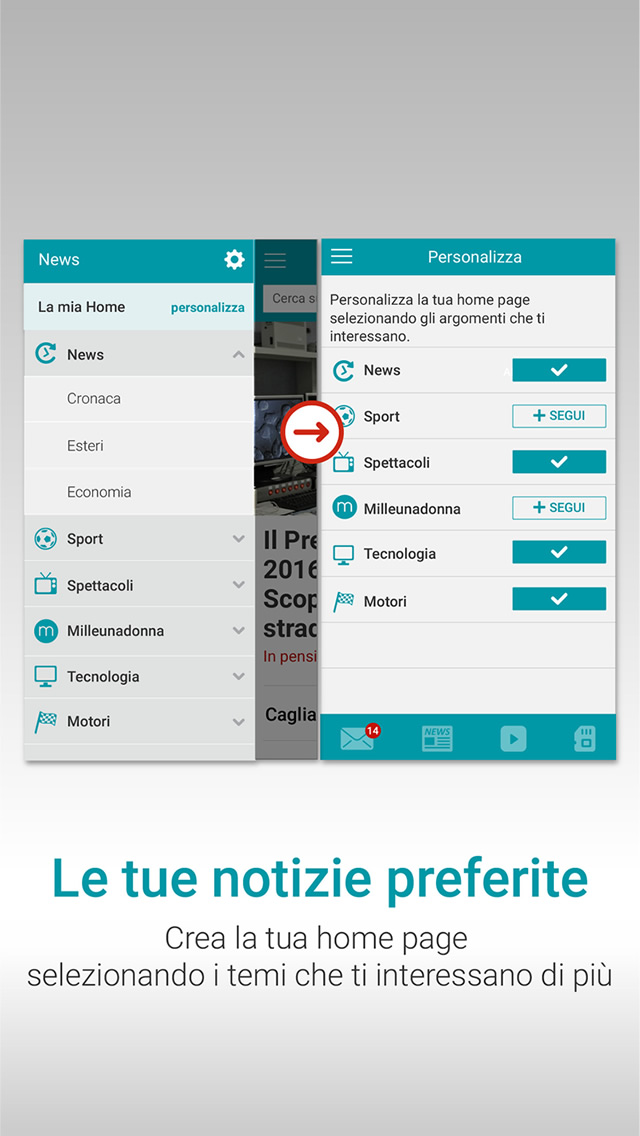 News
La mia Home personalizza
News
Cronaca
Esteri
Economia
Sport
Spettacoli
m Milleunadonna
Tecnologia
Motori
Cerca
Il Pre
2016
Scop
strad
In pensi
Caglia
Personalizza
Personalizza la tua home page
selezionando gli argomenti che ti
interessano.
News
Sport + SEGUI
Spettacoli
m Milleunadonna + SEGUI
Tecnologia
Motori
14
NEWS
Le tue notizie preferite
Crea la tua home page
selezionando i temi che ti interessano di più